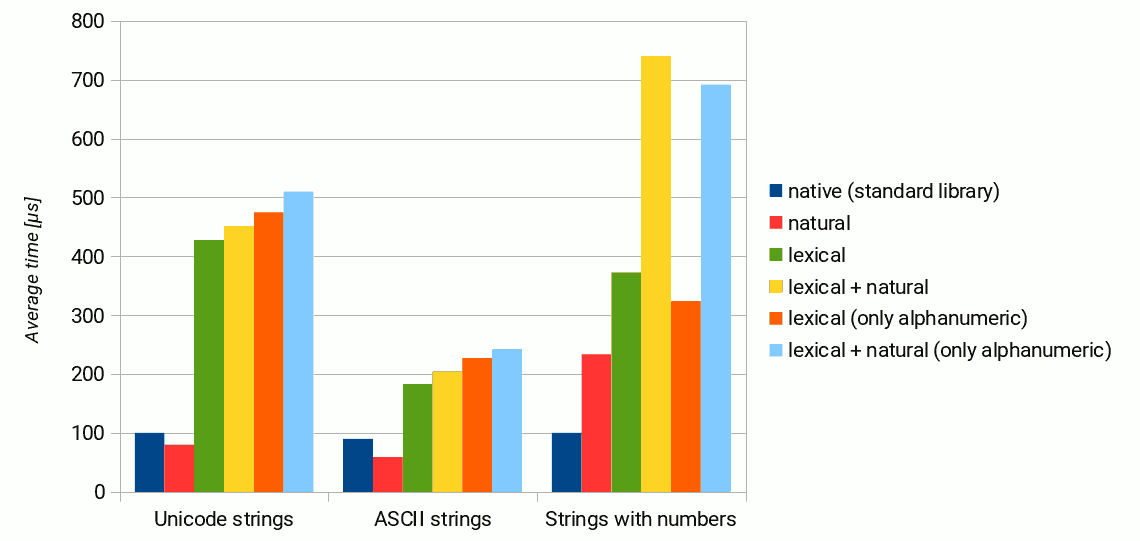 800
700
600
500
400
300
200
100
0
Average time [µs]
Unicode strings
ASCII strings
Strings with numbers
native (standard library)
natural
lexical
lexical + natural
lexical (only alphanumeric)
lexical + natural (only alphanumeric)